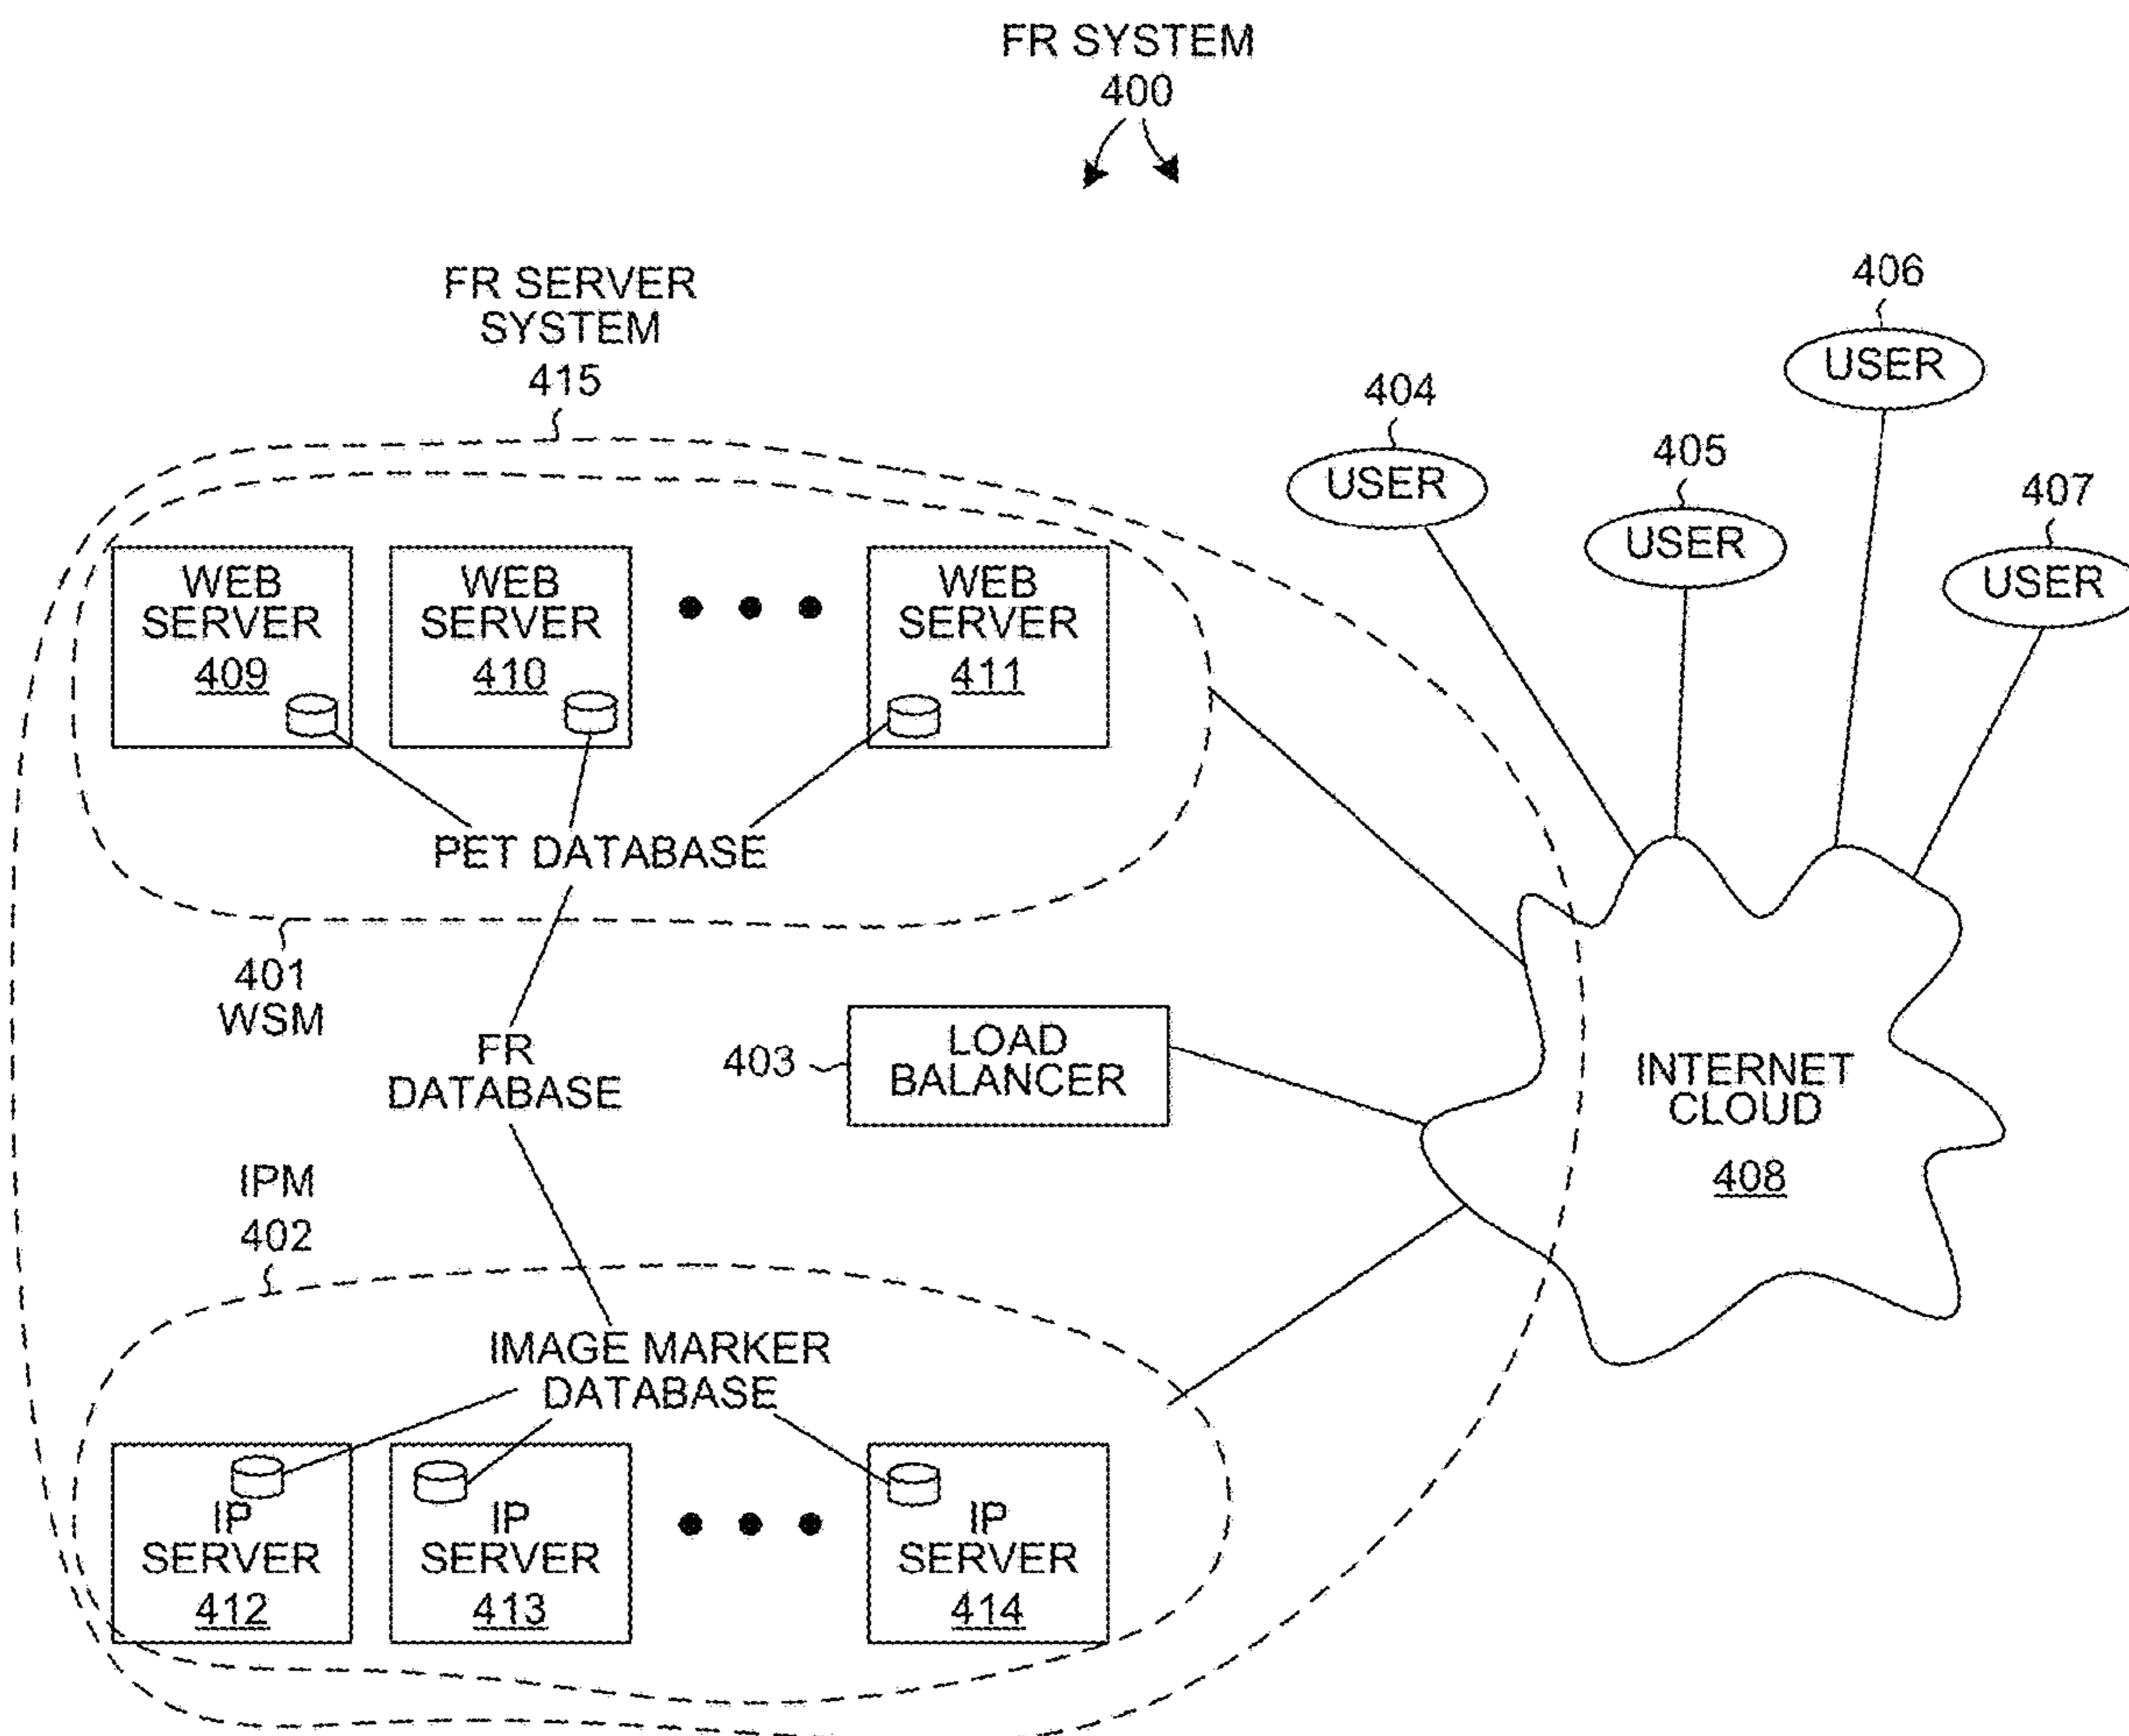 FR SYSTEM
400
FR SERVER
SYSTEM
415
406
USER
404
USER
405
USER
407
USER
WEB
SERVER
409
WEB
SERVER
410
WEB
SERVER
411
PET DATABASE
401
WSM
FR
DATABASE
403
LOAD
BALANCER
INTERNET
CLOUD
408
IPM
402
IMAGE MARKER
DATABASE
IP
SERVER
412
IP
SERVER
413
IP
SERVER
414